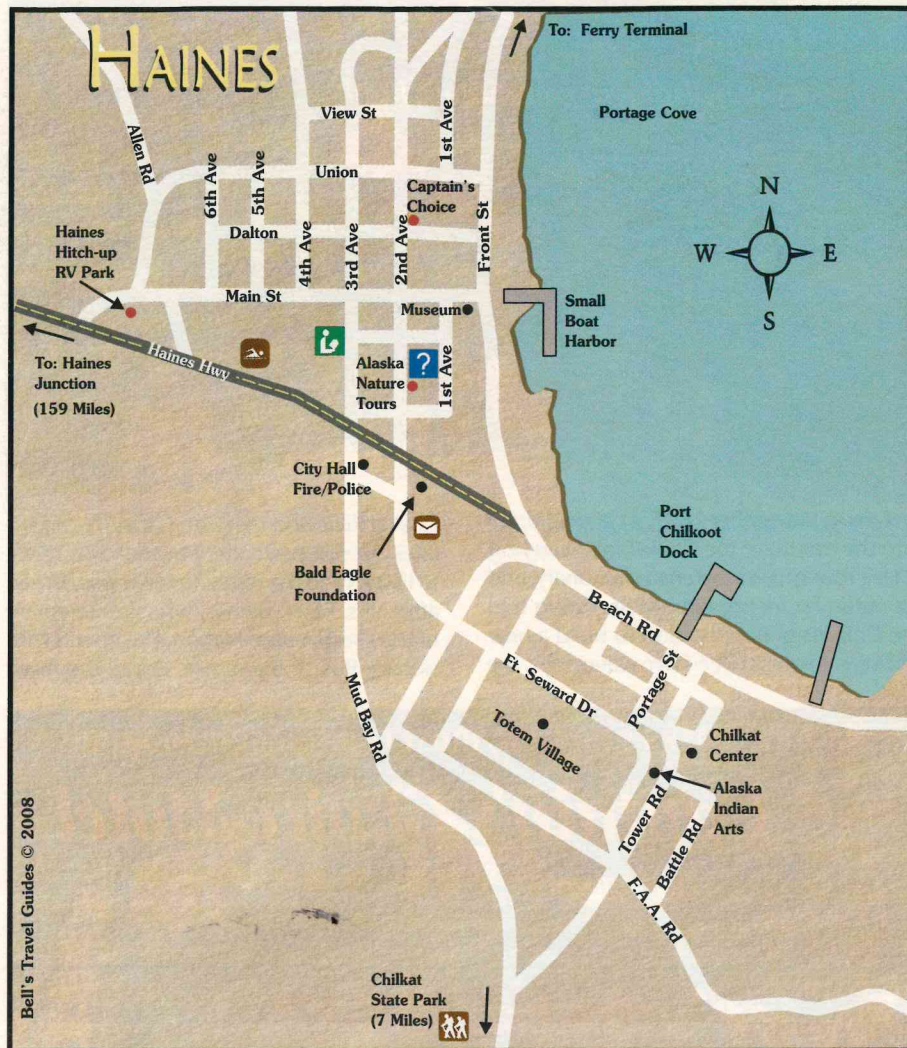 HAINES
To: Ferry Terminal
Portage Cove
View St
1st Ave
Allen Rd
Union
6th Ave
5th Ave
4th Ave
3rd Ave
2nd Ave
Captain's
Choice
Front St
Dalton
N
W
E
S
Haines
Hitch-up
RV Park
Main St
Museum
Small
Boat
Harbor
Haines Hwy
To: Haines
Junction
(159 Miles)
?
Alaska
Nature
Tours
1st Ave
City Hall
Fire/Police
Port
Chilkoot
Dock
Bald Eagle
Foundation
Beach Rd
Ft. Seward Dr
Portage St
Mud Bay Rd
Totem Village
Chilkat
Center
Alaska
Indian
Arts
Tower Rd
Battle Rd
F.A.A. Rd
Chilkat
State Park
(7 Miles)
Bell's Travel Guides © 2008